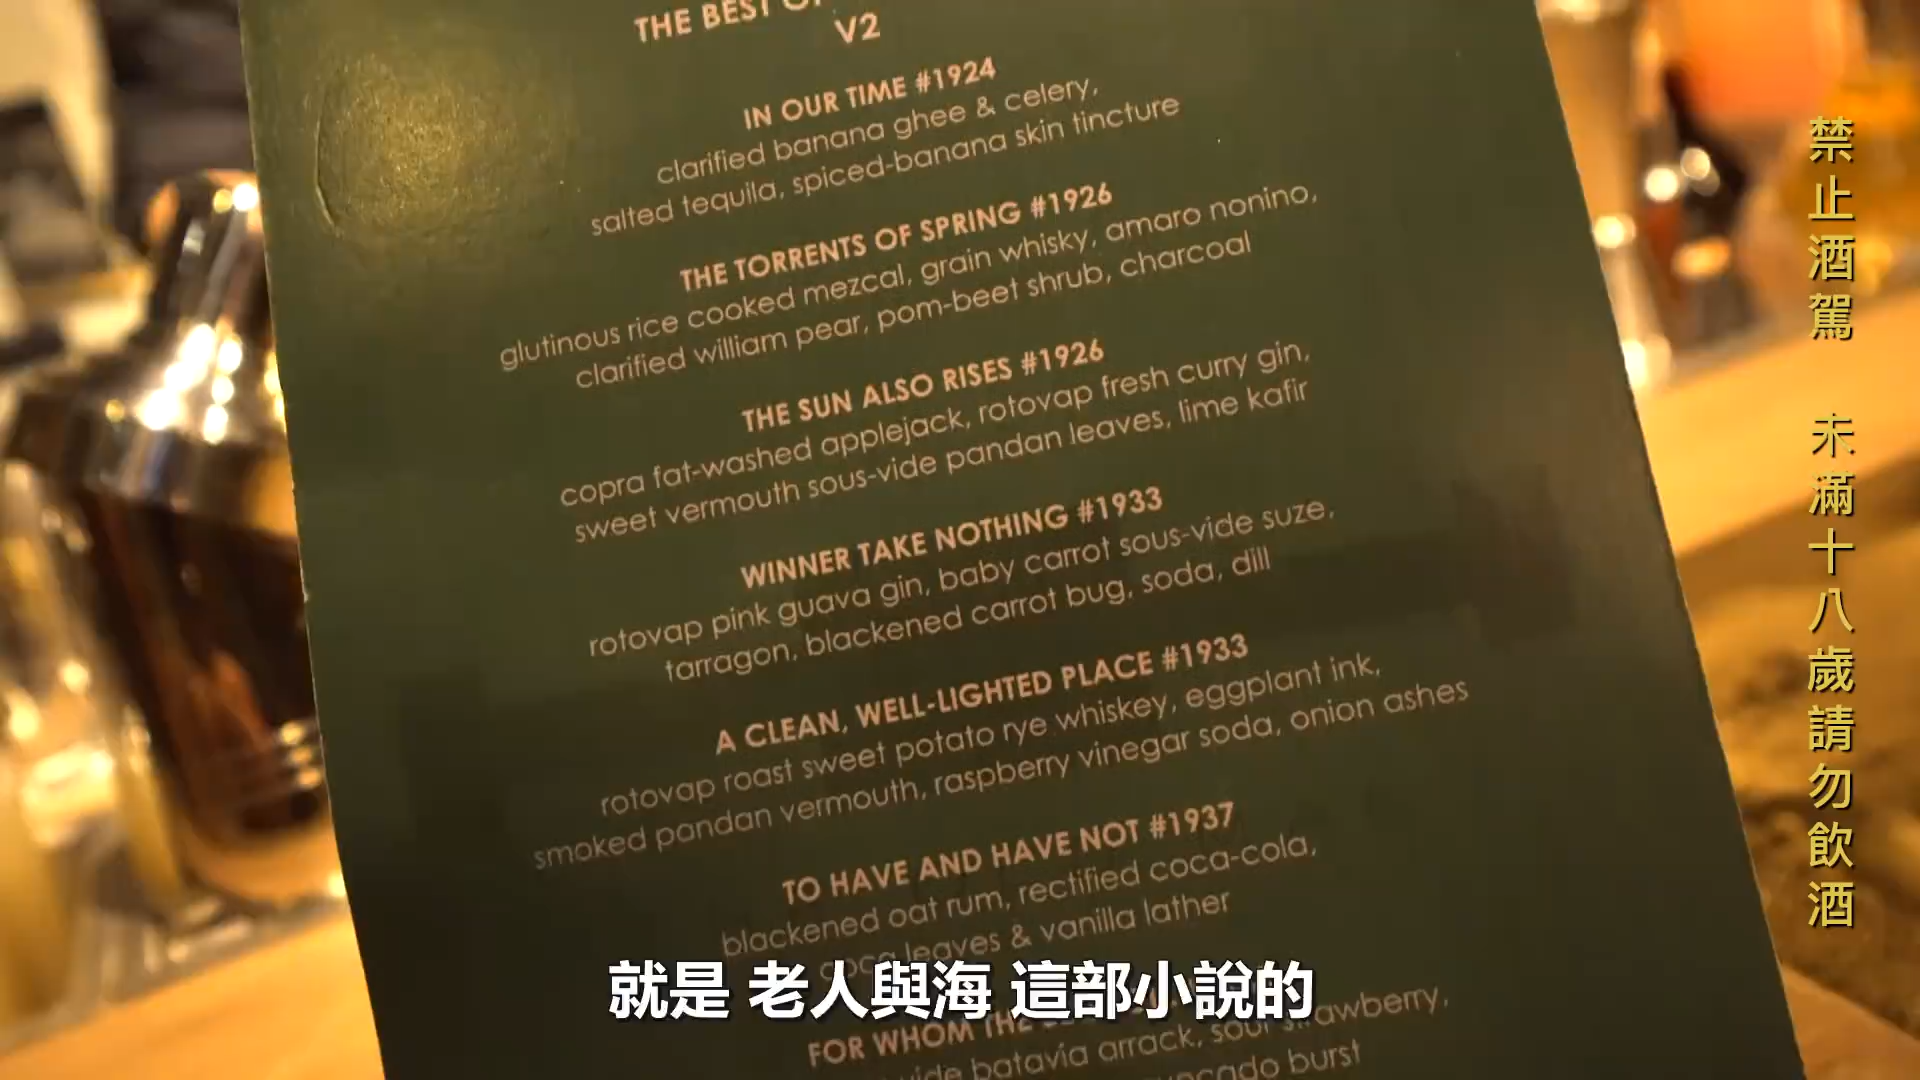 THE BEST
V2
IN OUR TIME #1924
clarified banana ghee & celery,
salted tequila, spiced-banana skin tincture
THE TORRENTS OF SPRING #1926
glutinous rice cooked mezcal, grain whisky, amaro nonino,
clarified william pear, pom-beet shrub, charcoal
THE SUN ALSO RISES #1926
copra fat-washed applejack, rotovap fresh curry gin,
sweet vermouth sous-vide pandan leaves, lime kafir
WINNER TAKE NOTHING #1933
rotovap pink guava gin, baby carrot sous-vide suze,
tarragon, blackened carrot bug, soda, dill
A CLEAN, WELL-LIGHTED PLACE #1933
rotovap roast sweet potato rye whiskey, eggplant ink,
smoked pandan vermouth, raspberry vinegar soda, onion ashes
TO HAVE AND HAVE NOT #1937
blackened oat rum, rectified coca-cola,
coca leaves & vanilla lather
FOR WHOM THE
batavia arrack, sour strawberry,
burst
就是 老人與海 這部小說的
禁止酒駕 未滿十八歲請勿飲酒